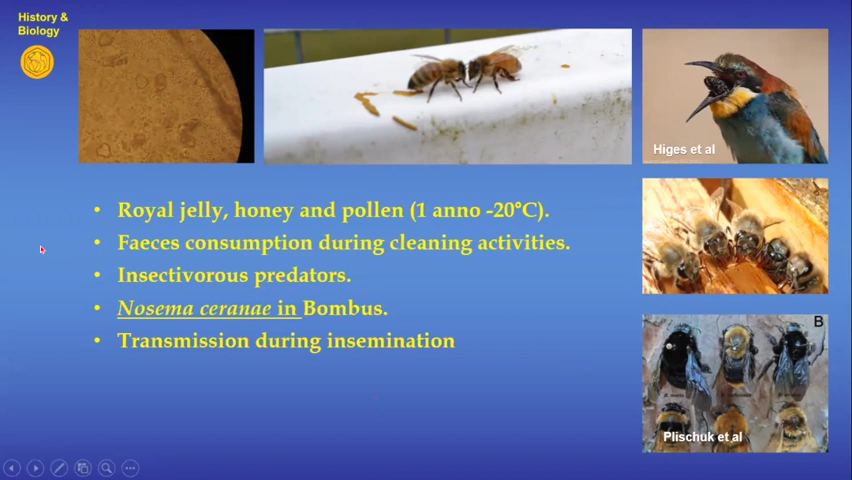 History &
Biology
Higes et al
• Royal jelly, honey and pollen (1 anno -20°C).
• Faeces consumption during cleaning activities.
• Insectivorous predators.
• Nosema ceranae in Bombus.
• Transmission during insemination
B
Plischuk et al